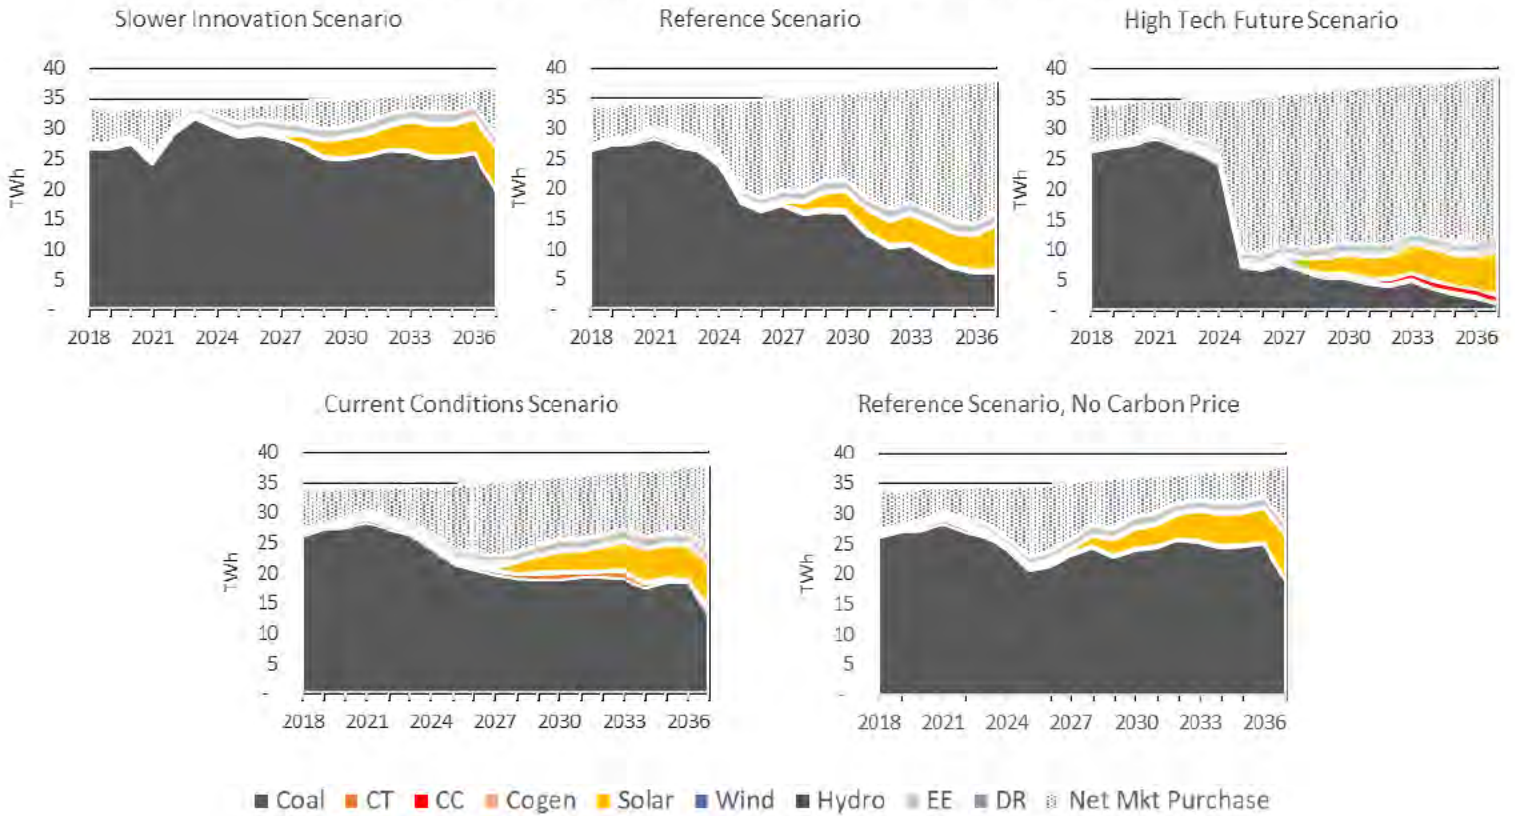 Slower Innovation Scenario
Reference Scenario
High Tech Future Scenario
40
35
30
25
20
15
10
5
-
TWh
2018 2021 2024 2027 2030 2033 2036
40
35
30
25
20
15
10
5
-
TWh
2018 2021 2024 2027 2030 2033 2036
40
35
30
25
20
15
10
5
-
TWh
2018 2021 2024 2027 2030 2033 2036
Current Conditions Scenario
Reference Scenario, No Carbon Price
40
35
30
25
20
15
10
5
-
TWh
2018 2021 2024 2027 2030 2033 2036
40
35
30
25
20
15
10
5
-
TWh
2018 2021 2024 2027 2030 2033 2036
Coal CT CC Cogen Solar Wind Hydro EE DR Net Mkt Purchase